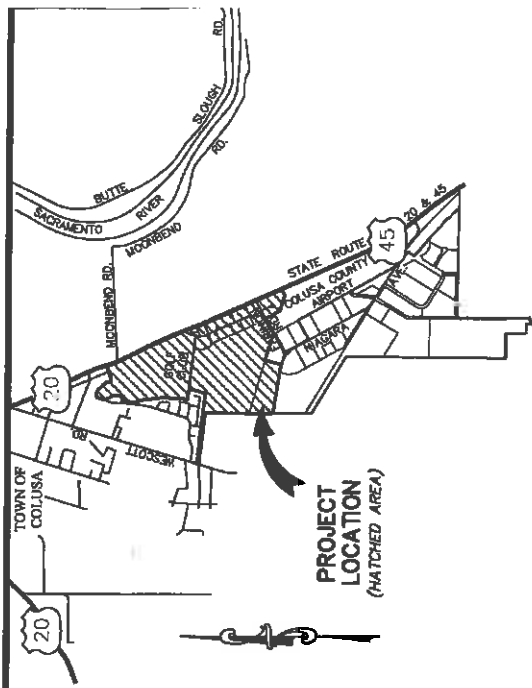 BUTTE
SLOUGH
RD.
SACRAMENTO
RIVER
MOONBEND
RD.
MOONBEND RD.
STATE ROUTE
20 & 45
45
20
GOLF
COLUSA COUNTY
AIRPORT
NIAGARA
AVE.
WESCOTT
RD.
TOWN OF
COLUSA
20
PROJECT
LOCATION
(HATCHED AREA)